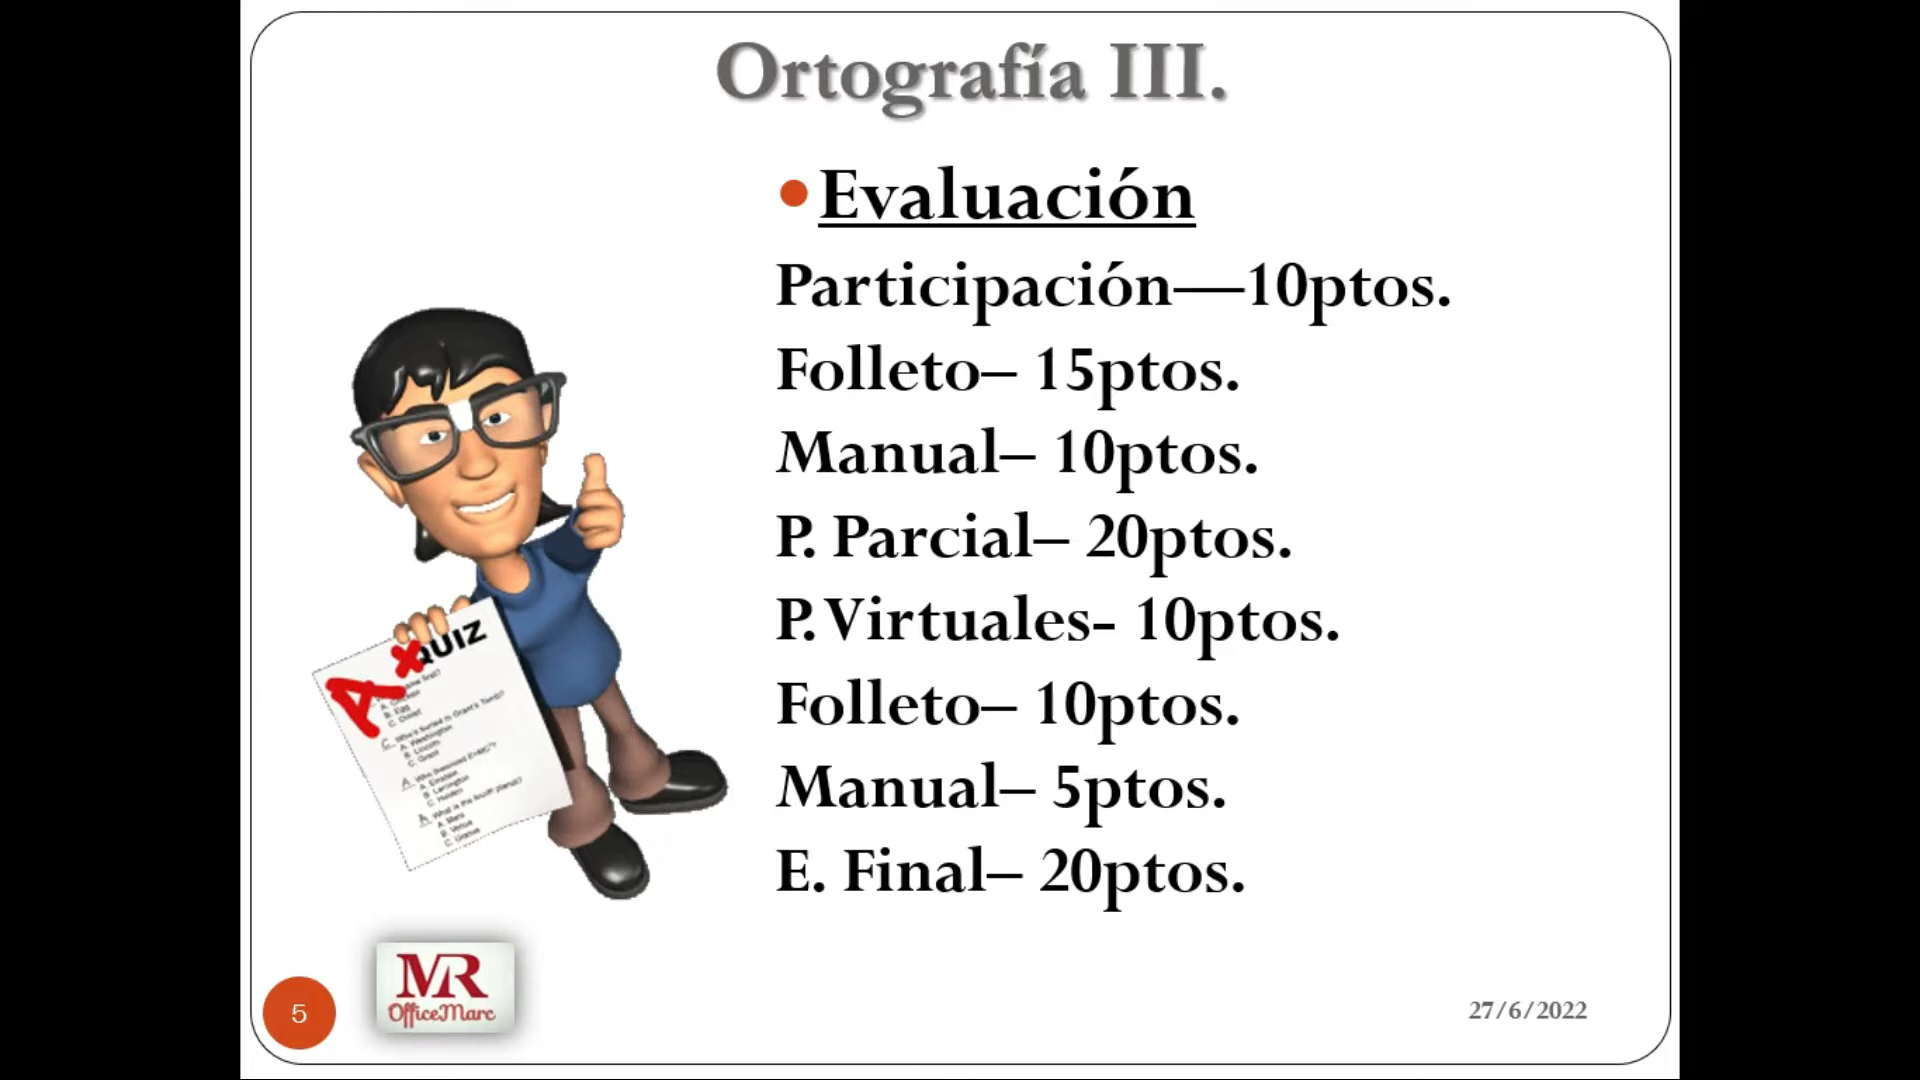 Ortografía III.
• Evaluación
Participación—10ptos.
Folleto– 15ptos.
Manual– 10ptos.
P. Parcial– 20ptos.
P. Virtuales- 10ptos.
Folleto– 10ptos.
Manual– 5ptos.
E. Final– 20ptos.
QUIZ
A+
MR
OfficeMarc
5
27/6/2022